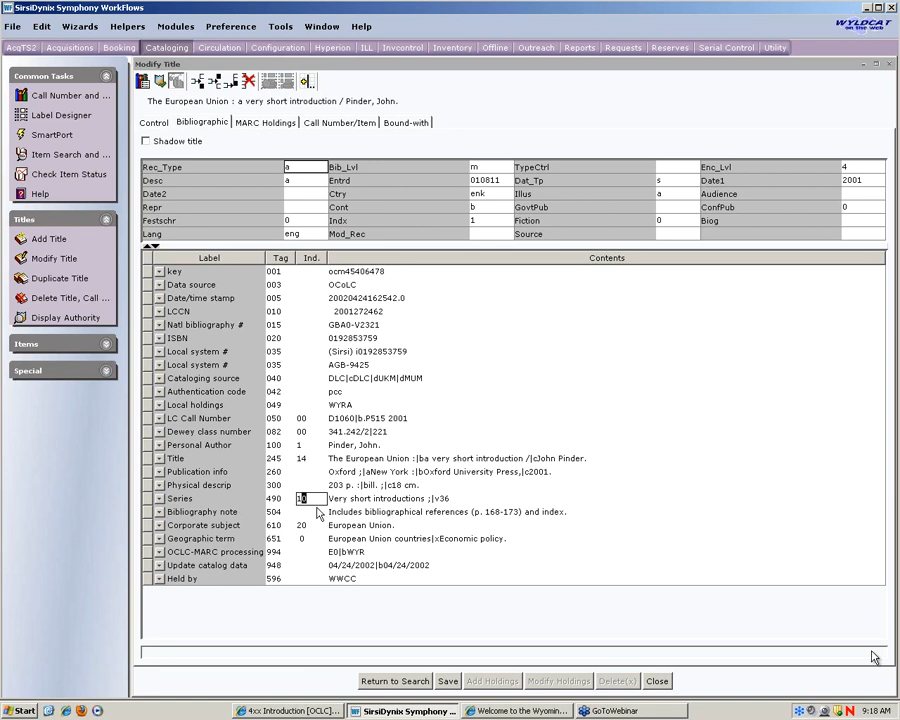 SirsiDynix Symphony WorkFlows
File Edit Wizards Helpers Modules Preference Tools Window Help
WYLDCAT
on the Web
AcqTS2 Acquisitions Booking Cataloging Circulation Configuration Hyperion ILL Invcontrol Inventory Offline Outreach Reports Requests Reserves Serial Control Utility
Common Tasks
Call Number and ...
Label Designer
SmartPort
Item Search and ...
Check Item Status
Help
Titles
Add Title
Modify Title
Duplicate Title
Delete Title, Call ...
Display Authority
Items
Special
Modify Title
The European Union : a very short introduction / Pinder, John.
Control Bibliographic MARC Holdings Call Number/Item Bound-with
Shadow title
Rec_Type a Bib_Lvl m TypeCtrl Enc_Lvl 4
Desc a Entrd 010811 Dat_Tp s Date1 2001
Date2 Ctry enk Illus a Audience
Repr Cont b GovtPub ConfPub 0
Festschr 0 Indx 1 Fiction 0 Biog
Lang eng Mod_Rec Source
Label Tag Ind. Contents
key 001 ocm45406478
Data source 003 OCoLC
Date/time stamp 005 20020424162542.0
LCCN 010 2001272462
Natl bibliography # 015 GBA0-V2321
ISBN 020 0192853759
Local system # 035 (Sirsi) i0192853759
Local system # 035 AGB-9425
Cataloging source 040 DLC|cDLC|dUKM|dMUM
Authentication code 042 pcc
Local holdings 049 WYRA
LC Call Number 050 00 D1060|b.P515 2001
Dewey class number 082 00 341.242/2|221
Personal Author 100 1 Pinder, John.
Title 245 14 The European Union :|ba very short introduction /|cJohn Pinder.
Publication info 260 Oxford ;|aNew York :|bOxford University Press,|c2001.
Physical descrip 300 203 p. :|bill. ;|c18 cm.
Series 490 10 Very short introductions ;|v36
Bibliography note 504 Includes bibliographical references (p. 168-173) and index.
Corporate subject 610 20 European Union.
Geographic term 651 0 European Union countries|xEconomic policy.
OCLC-MARC processing 994 E0|bWYR
Update catalog data 948 04/24/2002|b04/24/2002
Held by 596 WWCC
Return to Search Save Add Holdings Modify Holdings Delete(x) Close
Start 4xx Introduction [OCLC]... SirsiDynix Symphony ... Welcome to the Wyomin... GoToWebinar 9:18 AM